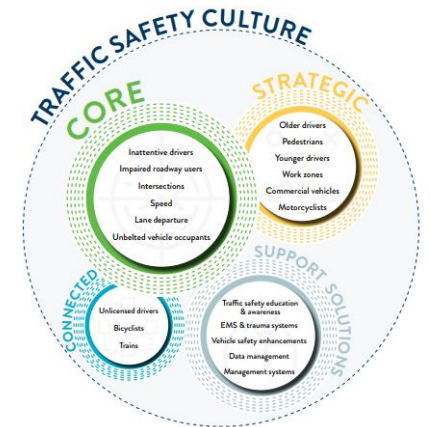 TRAFFIC SAFETY CULTURE
CORE
Inattentive drivers
Impaired roadway users
Intersections
Speed
Lane departure
Unbelted vehicle occupants
STRATEGIC
Older drivers
Pedestrians
Younger drivers
Work zones
Commercial vehicles
Motorcyclists
CONNECTED
Unlicensed drivers
Bicyclists
Trains
SUPPORT SOLUTIONS
Traffic safety education
& awareness
EMS & trauma systems
Vehicle safety enhancements
Data management
Management systems